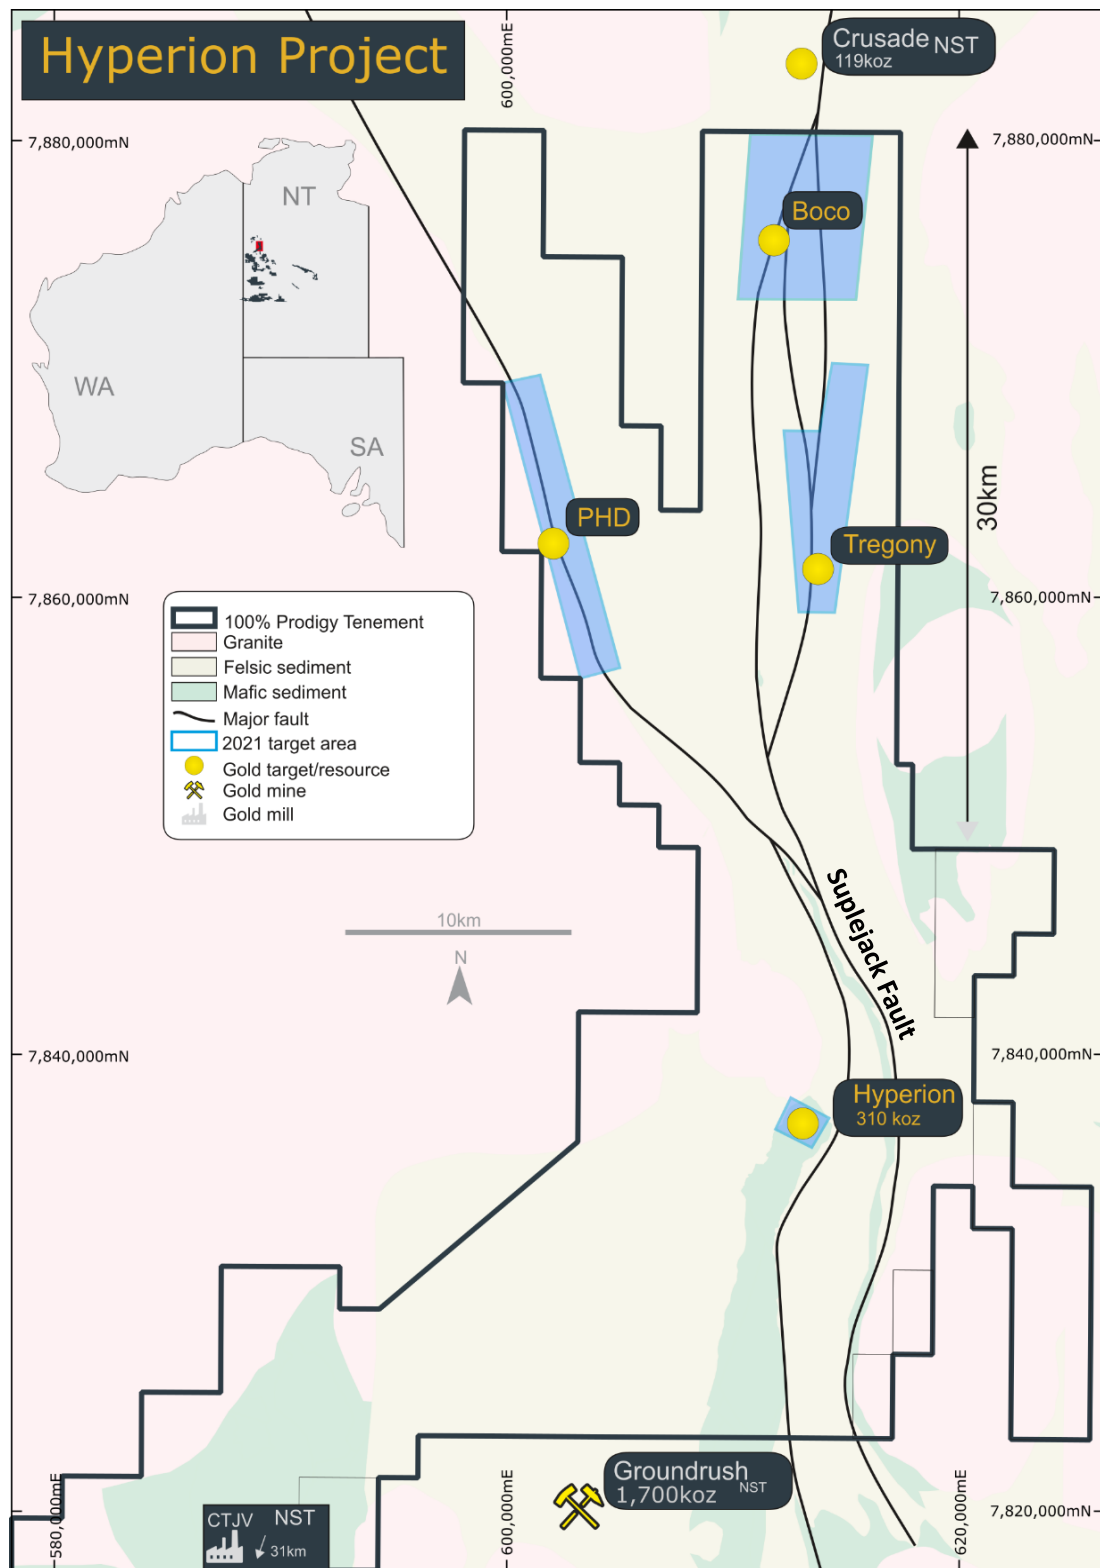 Hyperion Project
600,000mE
Crusade NST
119koz
7,880,000mN
7,880,000mN
NT
WA
SA
Boco
30km
PHD
Tregony
7,860,000mN
7,860,000mN
100% Prodigy Tenement
Granite
Felsic sediment
Mafic sediment
Major fault
2021 target area
Gold target/resource
Gold mine
Gold mill
10km
N
Suplejack Fault
7,840,000mN
7,840,000mN
Hyperion
310 koz
Groundrush
1,700koz NST
CTJV NST
31km
580,000mE
600,000mE
620,000mE
7,820,000mN